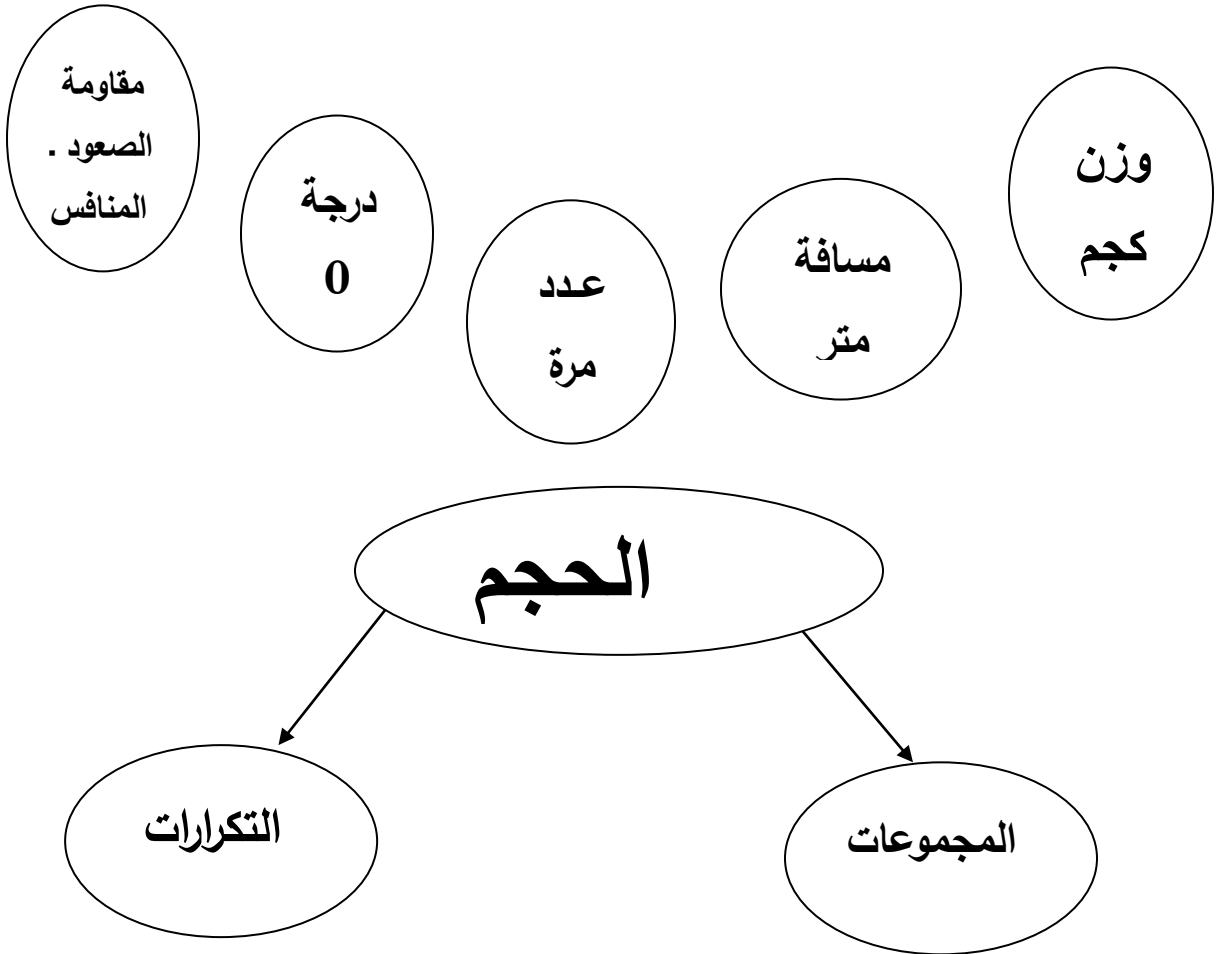 وزن
كجم
مسافة
متر
عدد
مرة
درجة
0
مقاومة
الصعود .
المنافس
الحجم
المجموعات
التكرارات